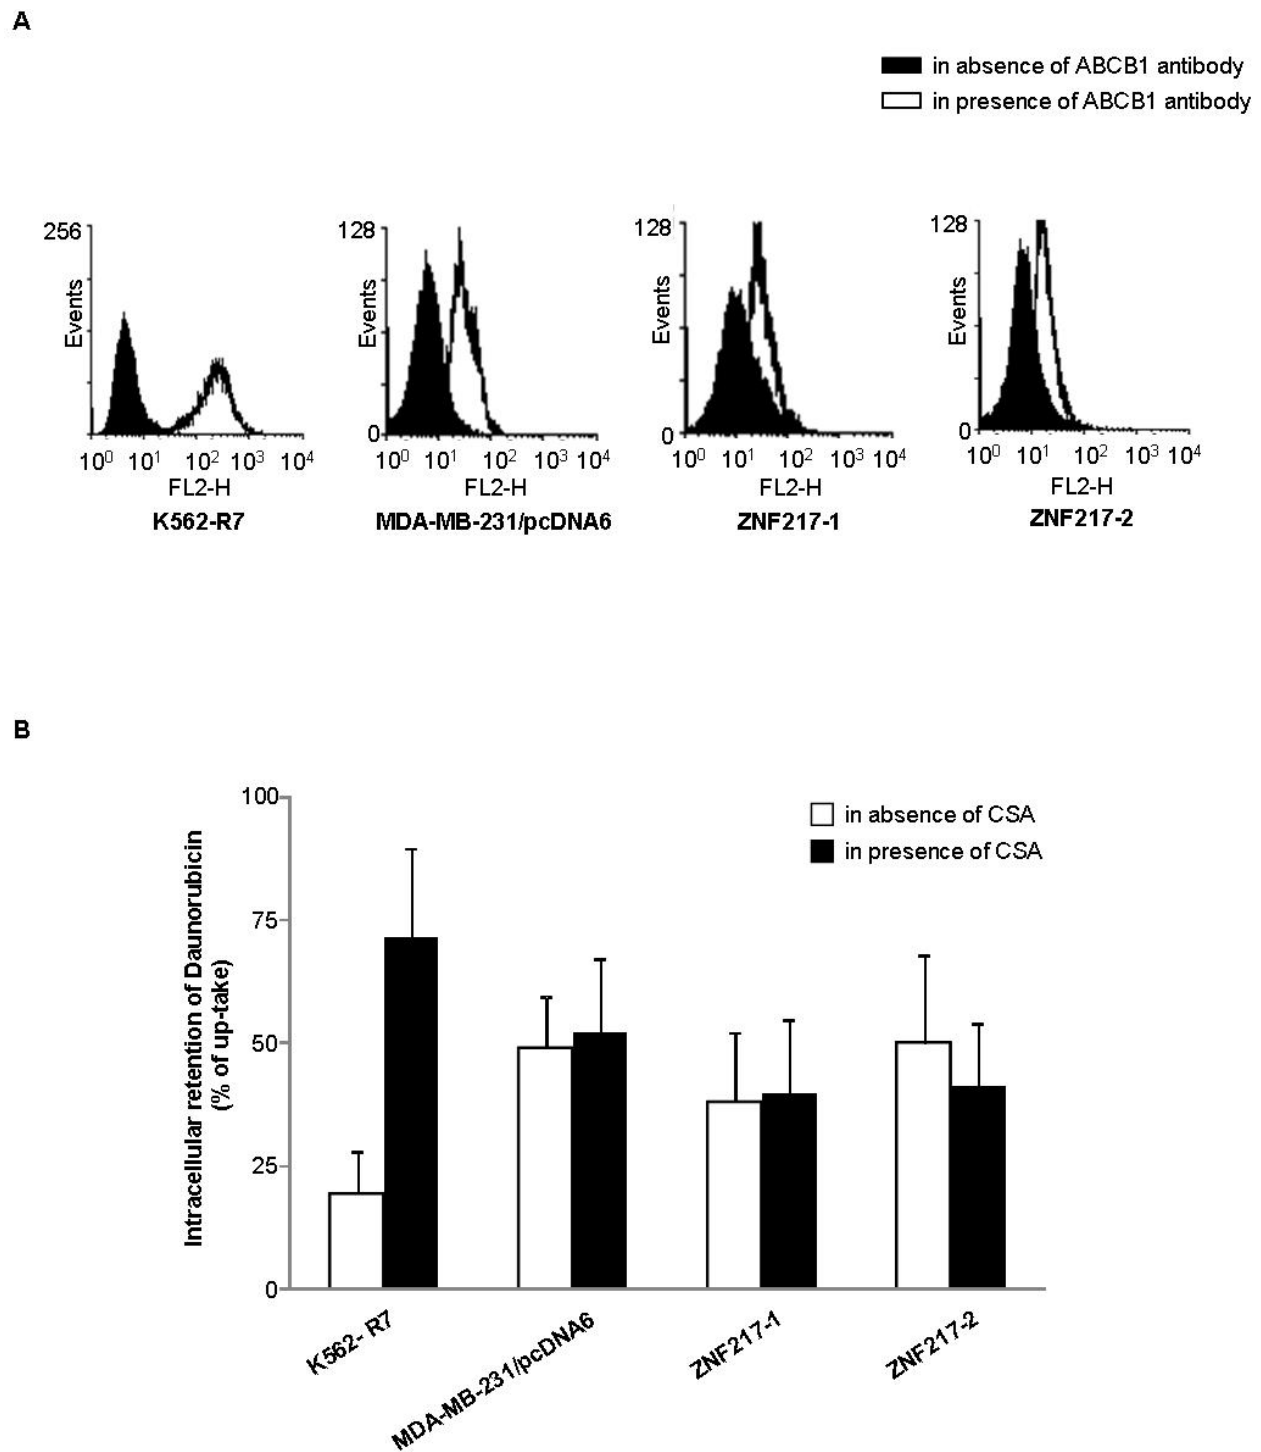 A
in absence of ABCB1 antibody
in presence of ABCB1 antibody
256
Events
10⁰ 10¹ 10² 10³ 10⁴
FL2-H
K562-R7
128
Events
0
10⁰ 10¹ 10² 10³ 10⁴
FL2-H
MDA-MB-231/pcDNA6
128
Events
0
10⁰ 10¹ 10² 10³ 10⁴
FL2-H
ZNF217-1
128
Events
0
10⁰ 10¹ 10² 10³ 10⁴
FL2-H
ZNF217-2
B
in absence of CSA
in presence of CSA
Intracellular retention of Daunorubicin
(% of up-take)
100
75
50
25
0
K562- R7
MDA-MB-231/pcDNA6
ZNF217-1
ZNF217-2